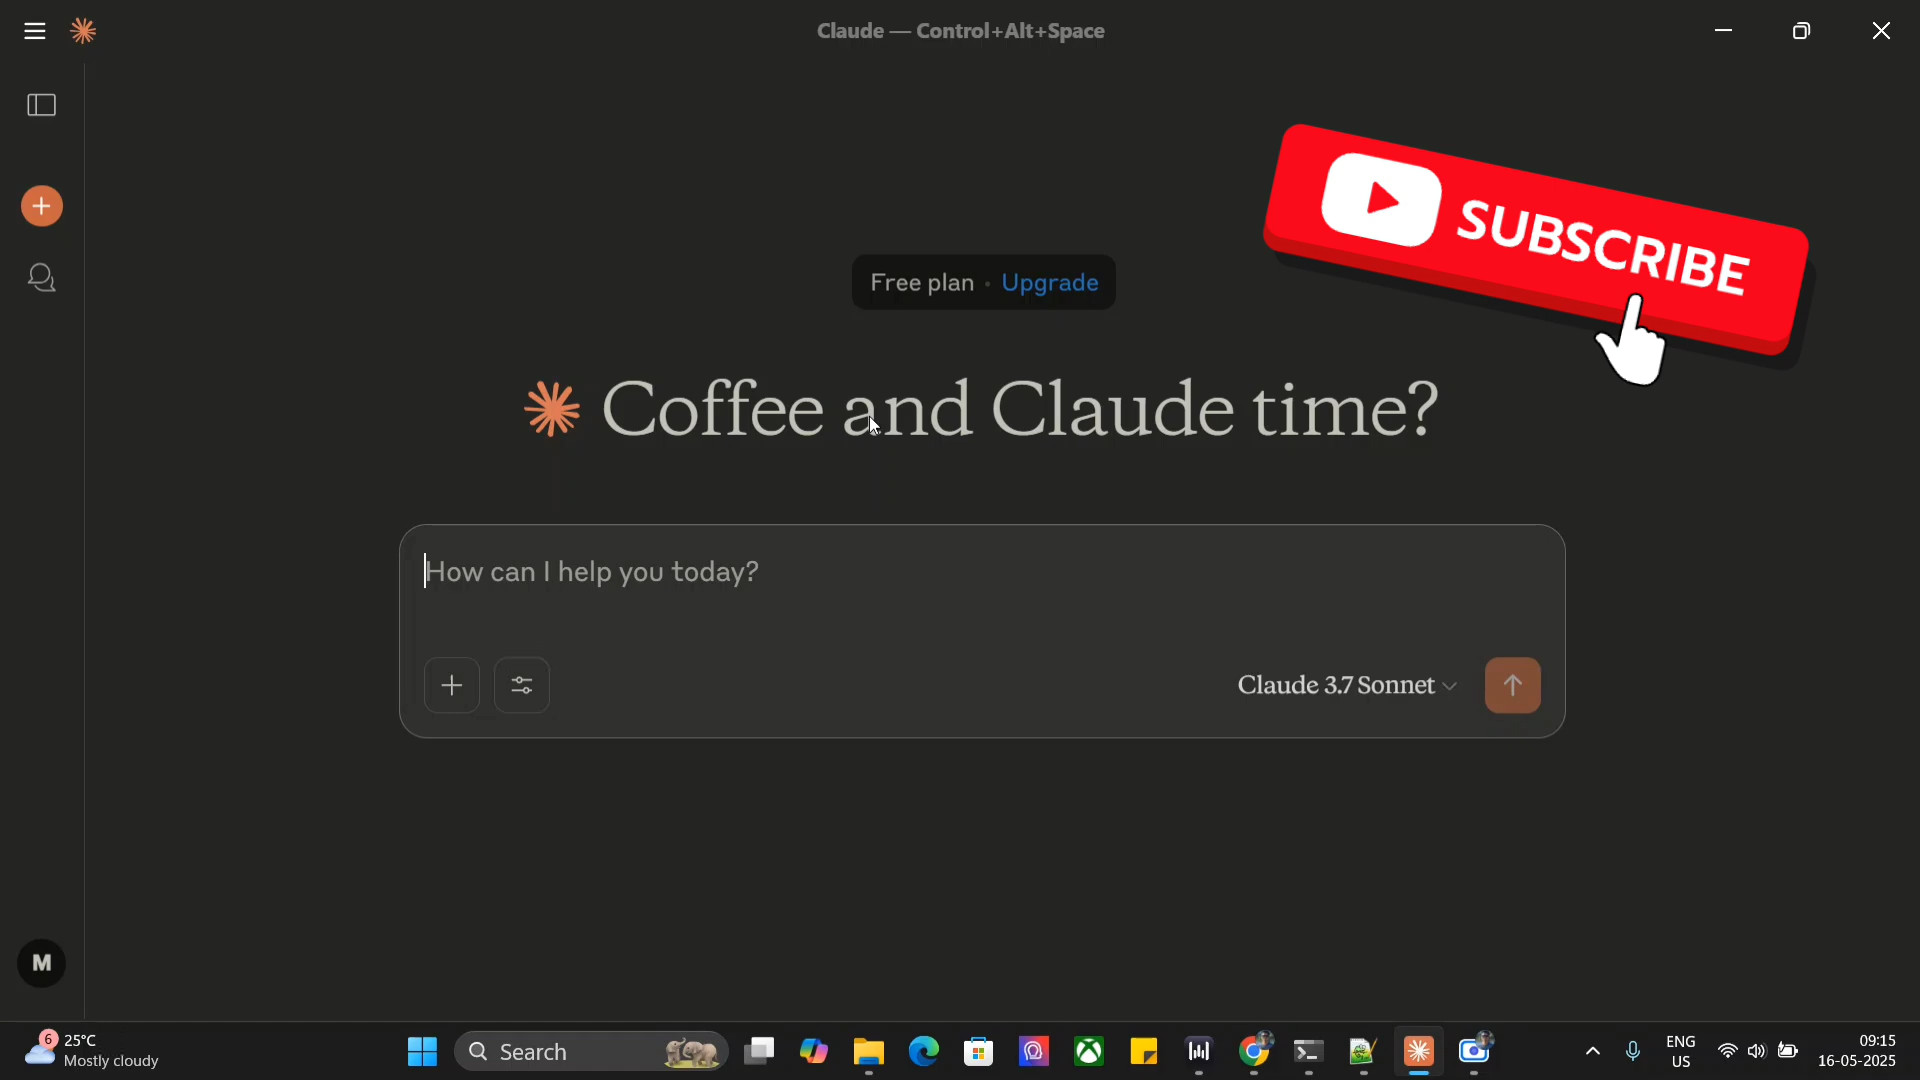 Claude — Control+Alt+Space
SUBSCRIBE
Free plan · Upgrade
Coffee and Claude time?
How can I help you today?
Claude 3.7 Sonnet
M
6
25°C
Mostly cloudy
Search
ENG
US
09:15
16-05-2025